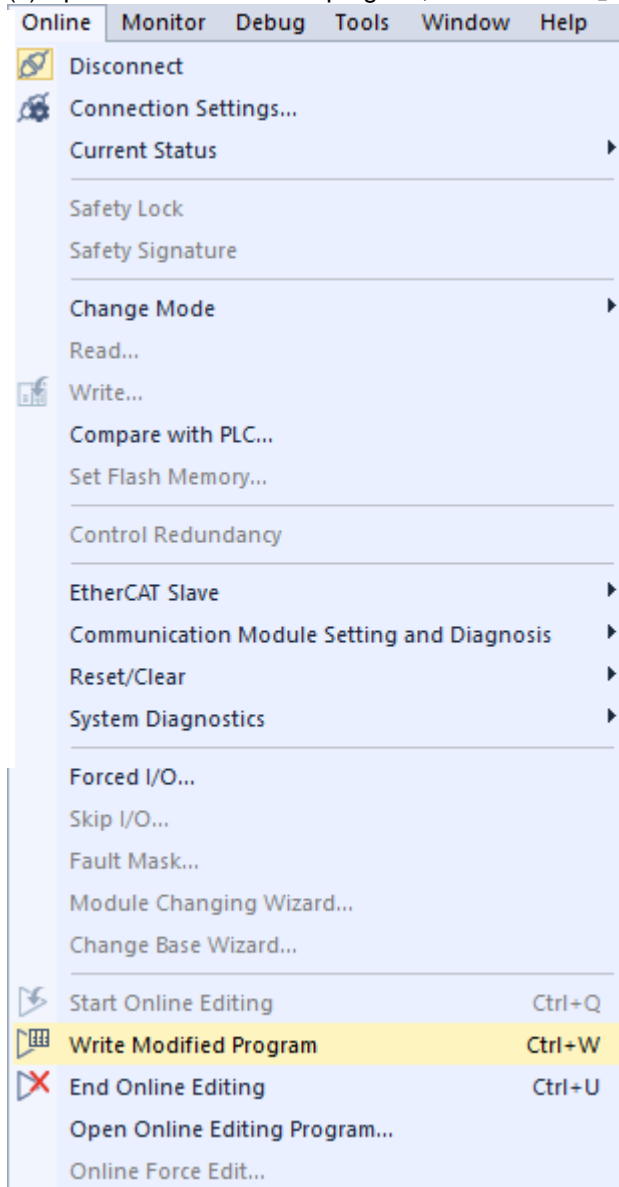 Online Monitor Debug Tools Window Help
Disconnect
Connection Settings...
Current Status
Safety Lock
Safety Signature
Change Mode
Read...
Write...
Compare with PLC...
Set Flash Memory...
Control Redundancy
EtherCAT Slave
Communication Module Setting and Diagnosis
Reset/Clear
System Diagnostics
Forced I/O...
Skip I/O...
Fault Mask...
Module Changing Wizard...
Change Base Wizard...
Start Online Editing Ctrl+Q
Write Modified Program Ctrl+W
End Online Editing Ctrl+U
Open Online Editing Program...
Online Force Edit...